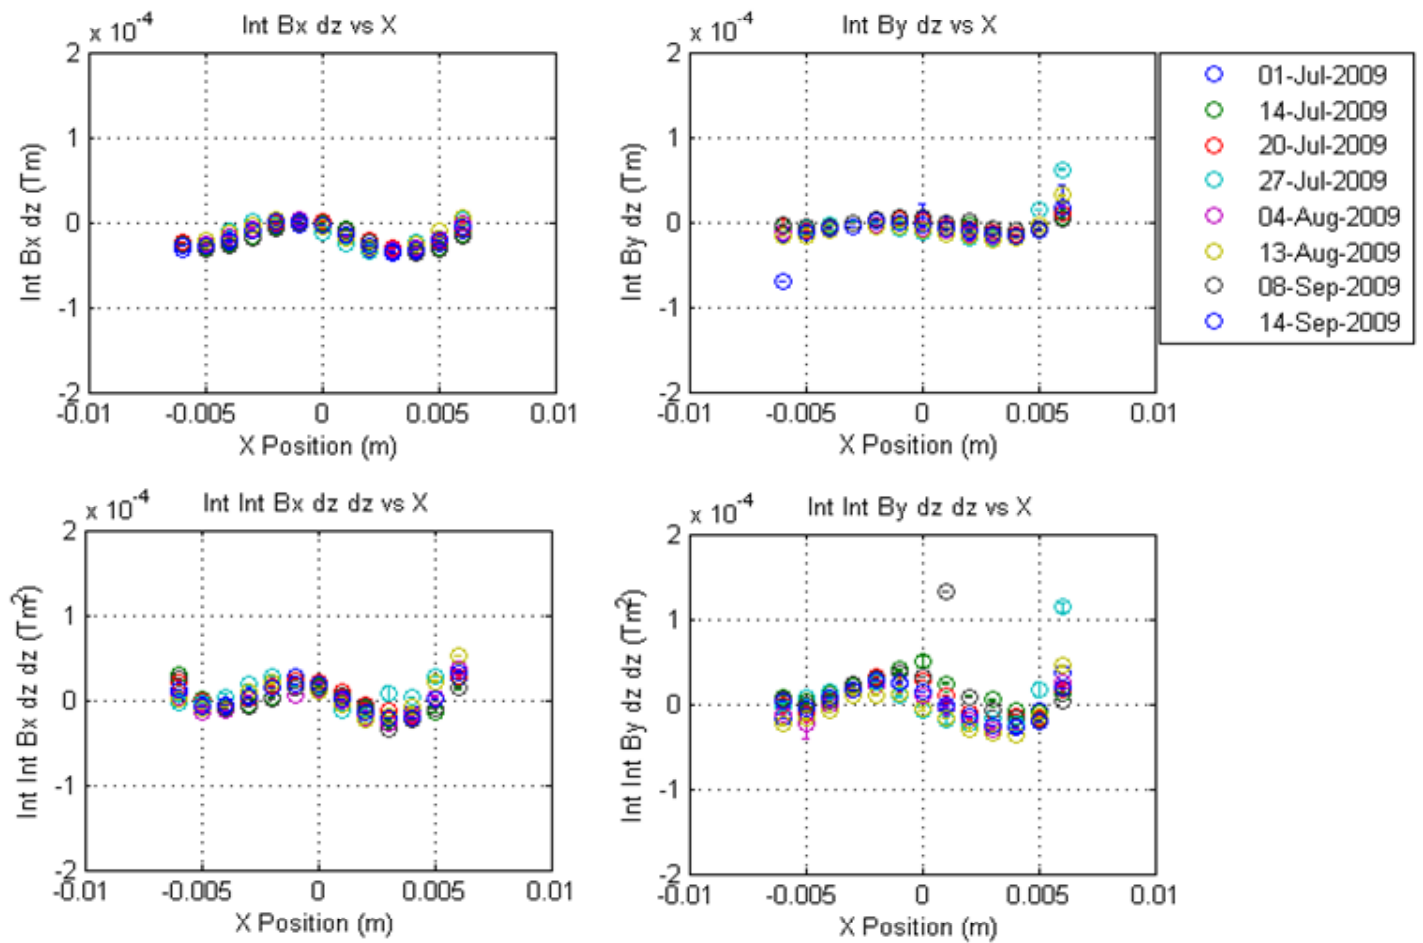 x 10-4
Int Bx dz vs X
2
1
0
-1
-2
Int Bx dz (Tm)
-0.01
-0.005
0
0.005
0.01
X Position (m)
x 10-4
Int By dz vs X
2
1
0
-1
-2
Int By dz (Tm)
-0.01
-0.005
0
0.005
0.01
X Position (m)
01-Jul-2009
14-Jul-2009
20-Jul-2009
27-Jul-2009
04-Aug-2009
13-Aug-2009
08-Sep-2009
14-Sep-2009
x 10-4
Int Int Bx dz dz vs X
2
1
0
-1
-2
Int Int Bx dz dz (Tm2)
-0.01
-0.005
0
0.005
0.01
X Position (m)
x 10-4
Int Int By dz dz vs X
2
1
0
-1
-2
Int Int By dz dz (Tm2)
-0.01
-0.005
0
0.005
0.01
X Position (m)